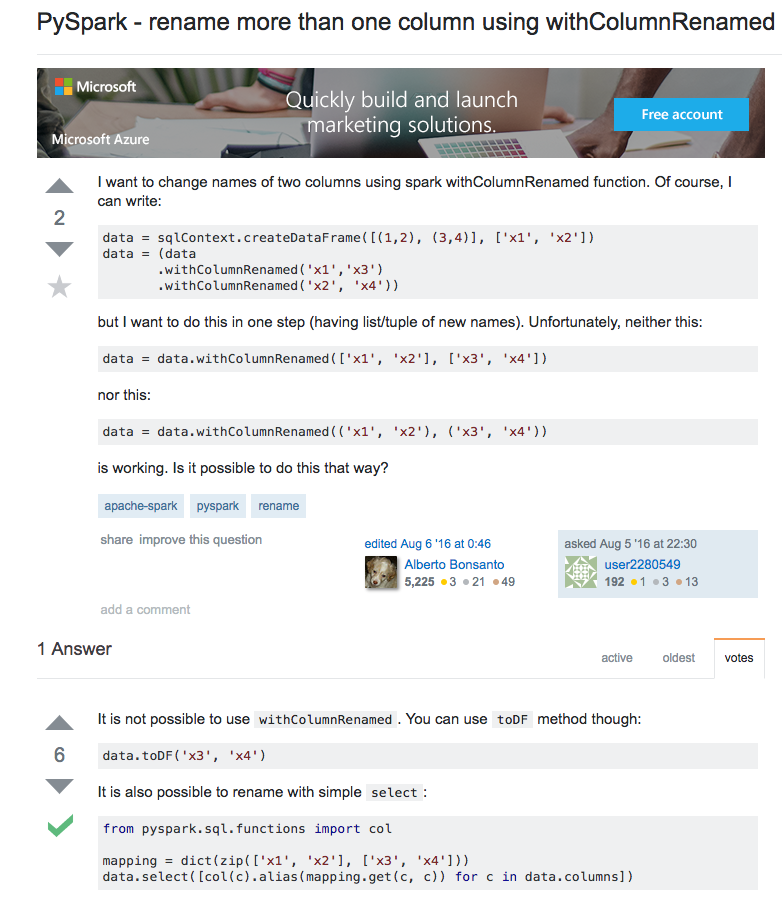 PySpark - rename more than one column using withColumnRenamed
Microsoft
Quickly build and launch
marketing solutions.
Free account
Microsoft Azure
I want to change names of two columns using spark withColumnRenamed function. Of course, I
can write:
2
data = sqlContext.createDataFrame([(1,2), (3,4)], ['x1', 'x2'])
data = (data
       .withColumnRenamed('x1','x3')
       .withColumnRenamed('x2', 'x4'))
but I want to do this in one step (having list/tuple of new names). Unfortunately, neither this:
data = data.withColumnRenamed(['x1', 'x2'], ['x3', 'x4'])
nor this:
data = data.withColumnRenamed(('x1', 'x2'), ('x3', 'x4'))
is working. Is it possible to do this that way?
apache-spark pyspark rename
share improve this question
edited Aug 6 '16 at 0:46
Alberto Bonsanto
5,225 ●3 ●21 ●49
asked Aug 5 '16 at 22:30
user2280549
192 ●1 ●3 ●13
add a comment
1 Answer
active oldest votes
It is not possible to use withColumnRenamed. You can use toDF method though:
6
data.toDF('x3', 'x4')
It is also possible to rename with simple select:
from pyspark.sql.functions import col
mapping = dict(zip(['x1', 'x2'], ['x3', 'x4']))
data.select([col(c).alias(mapping.get(c, c)) for c in data.columns])